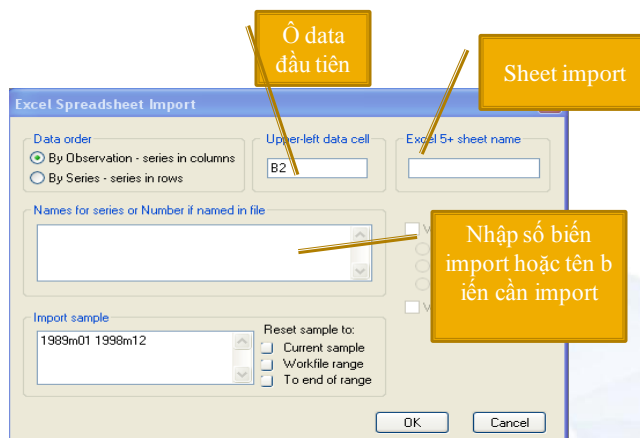 Ô data
đầu tiên
Sheet import
Excel Spreadsheet Import
Data order
By Observation - series in columns
By Series - series in rows
Upper-left data cell
B2
Excel 5+ sheet name
Names for series or Number if named in file
Nhập số biến
import hoặc tên b
iến cần import
Import sample
1989m01 1998m12
Reset sample to:
Current sample
Workfile range
To end of range
OK
Cancel